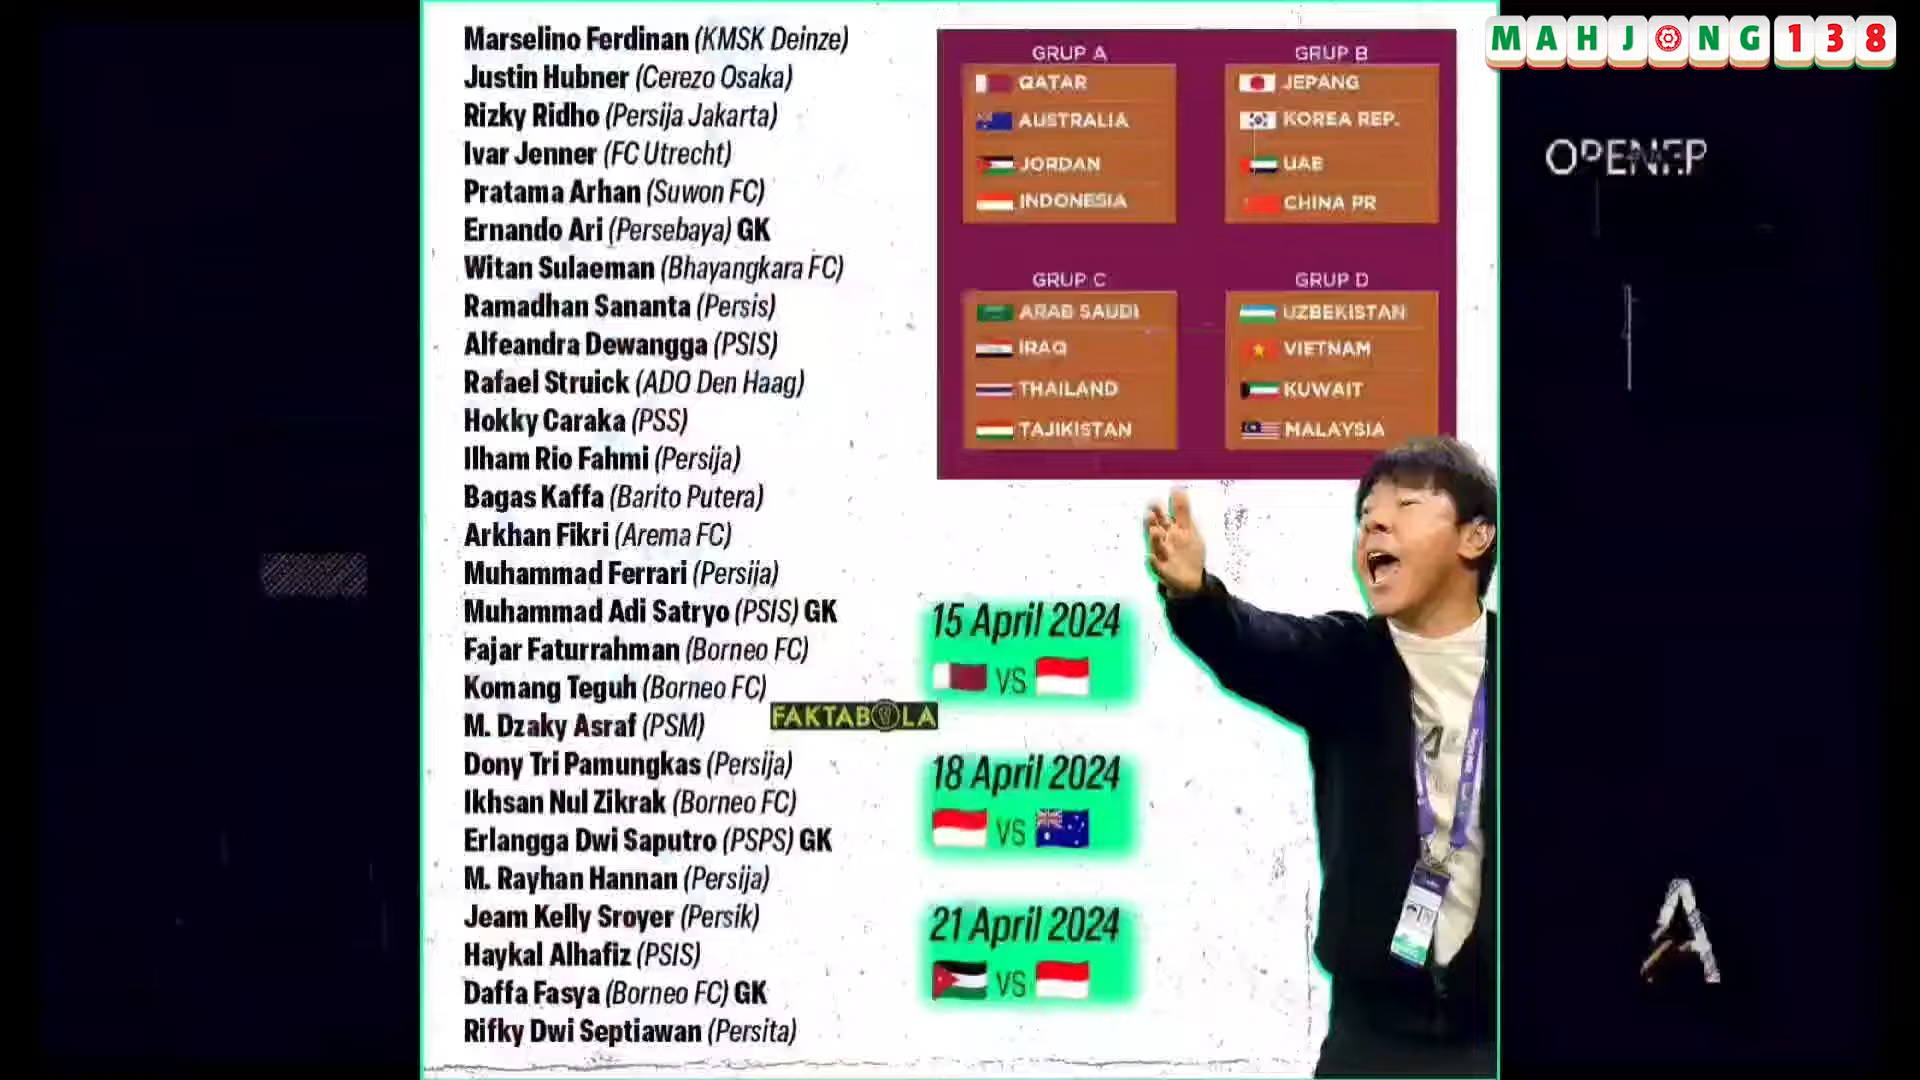 Marselino Ferdinan (KMSK Deinze)
Justin Hubner (Cerezo Osaka)
Rizky Ridho (Persija Jakarta)
Ivar Jenner (FC Utrecht)
Pratama Arhan (Suwon FC)
Ernando Ari (Persebaya) GK
Witan Sulaeman (Bhayangkara FC)
Ramadhan Sananta (Persis)
Alfeandra Dewangga (PSIS)
Rafael Struick (ADO Den Haag)
Hokky Caraka (PSS)
Ilham Rio Fahmi (Persija)
Bagas Kaffa (Barito Putera)
Arkhan Fikri (Arema FC)
Muhammad Ferrari (Persija)
Muhammad Adi Satryo (PSIS) GK
Fajar Faturrahman (Borneo FC)
Komang Teguh (Borneo FC)
M. Dzaky Asraf (PSM)
Dony Tri Pamungkas (Persija)
Ikhsan Nul Zikrak (Borneo FC)
Erlangga Dwi Saputro (PSPS) GK
M. Rayhan Hannan (Persija)
Jeam Kelly Sroyer (Persik)
Haykal Alhafiz (PSIS)
Daffa Fasya (Borneo FC) GK
Rifky Dwi Septiawan (Persita)
FAKTABOLA
GRUP A
QATAR
AUSTRALIA
JORDAN
INDONESIA
GRUP B
JEPANG
KOREA REP.
UAE
CHINA PR
GRUP C
ARAB SAUDI
IRAQ
THAILAND
TAJIKISTAN
GRUP D
UZBEKISTAN
VIETNAM
KUWAIT
MALAYSIA
15 April 2024
VS
18 April 2024
VS
21 April 2024
VS
MAHJONG138
A